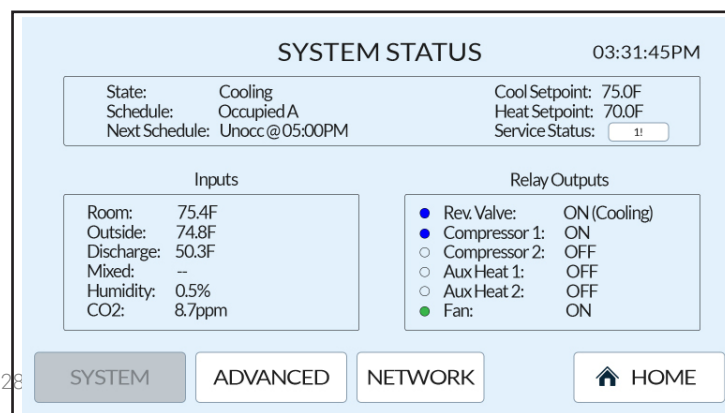 SYSTEM STATUS 03:31:45PM
State: Cooling Cool Setpoint: 75.0F
Schedule: Occupied A Heat Setpoint: 70.0F
Next Schedule: Unocc @ 05:00PM Service Status: 1!
Inputs
Room: 75.4F
Outside: 74.8F
Discharge: 50.3F
Mixed: --
Humidity: 0.5%
CO2: 8.7ppm
Relay Outputs
Rev. Valve: ON (Cooling)
Compressor 1: ON
Compressor 2: OFF
Aux Heat 1: OFF
Aux Heat 2: OFF
Fan: ON
28
SYSTEM ADVANCED NETWORK HOME